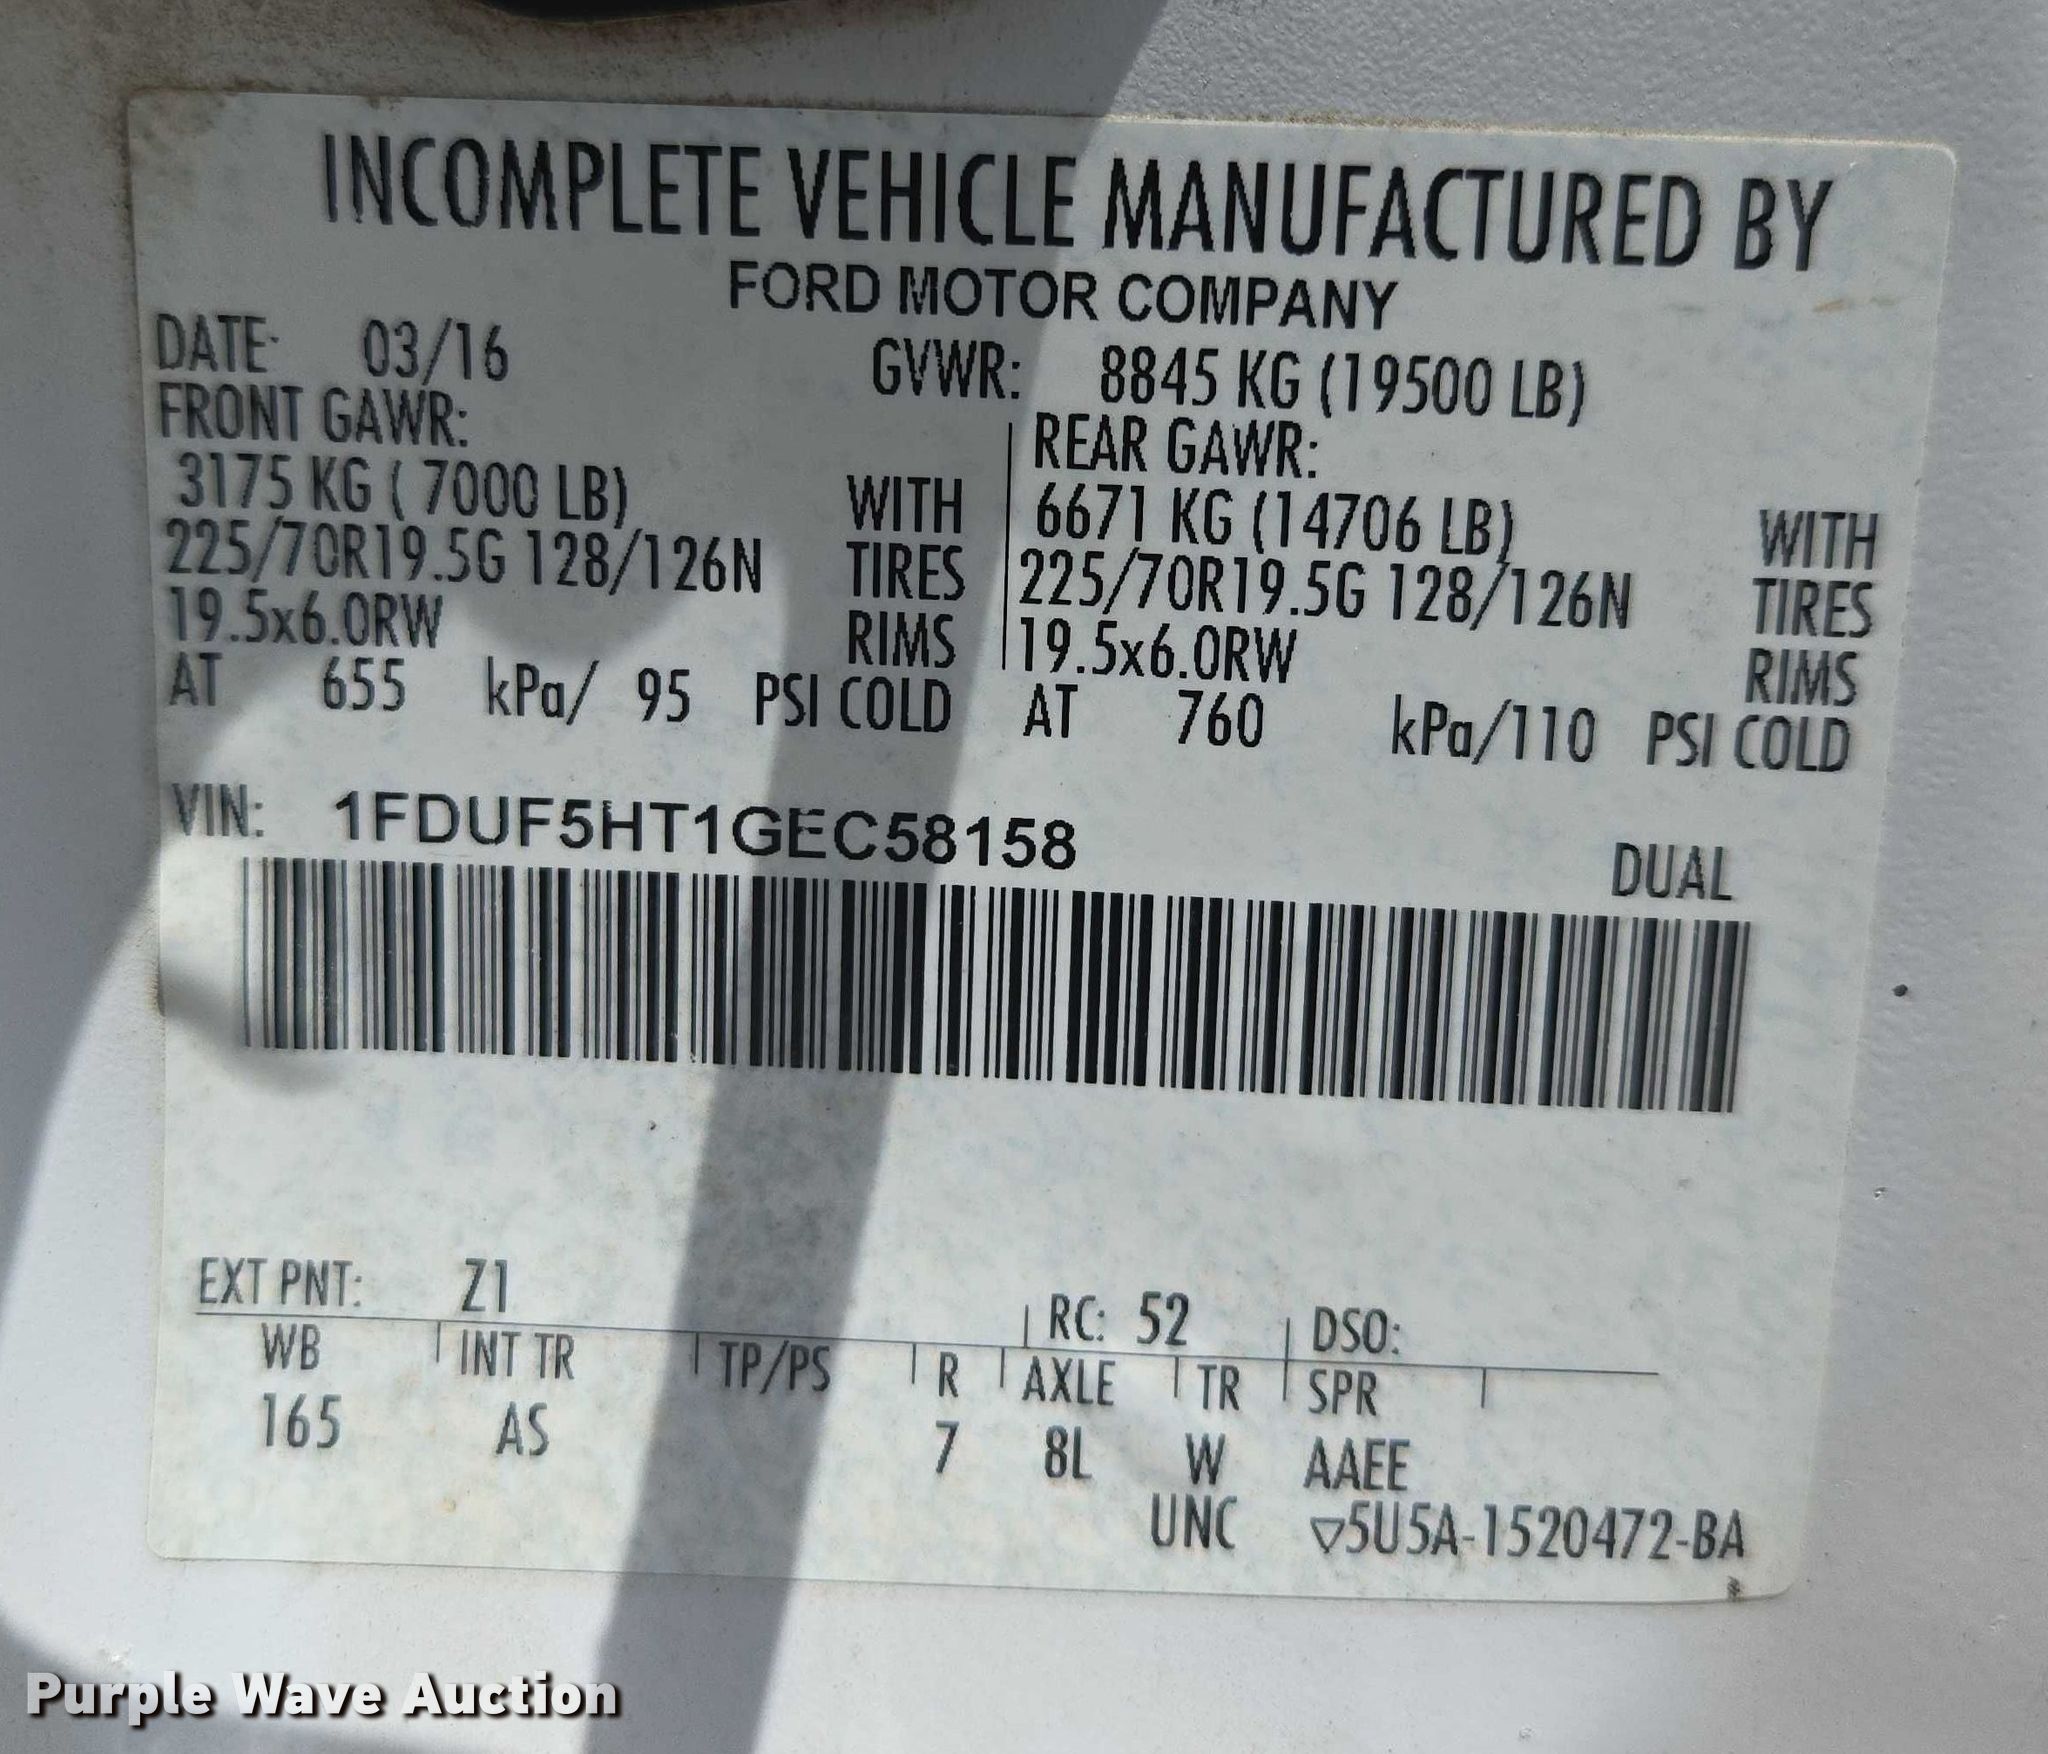 INCOMPLETE VEHICLE MANUFACTURED BY
FORD MOTOR COMPANY
DATE: 03/16 GVWR: 8845 KG (19500 LB)
FRONT GAWR: REAR GAWR:
3175 KG ( 7000 LB) WITH 6671 KG (14706 LB) WITH
225/70R19.5G 128/126N TIRES 225/70R19.5G 128/126N TIRES
19.5x6.0RW RIMS 19.5x6.0RW RIMS
AT 655 kPa/ 95 PSI COLD AT 760 kPa/110 PSI COLD
VIN: 1FDUF5HT1GEC58158
DUAL
EXT PNT: Z1 RC: 52 DSO:
WB INT TR TP/PS R AXLE TR SPR
165 AS 7 8L W AAEE
UNC ▽5U5A-1520472-BA
Purple Wave Auction